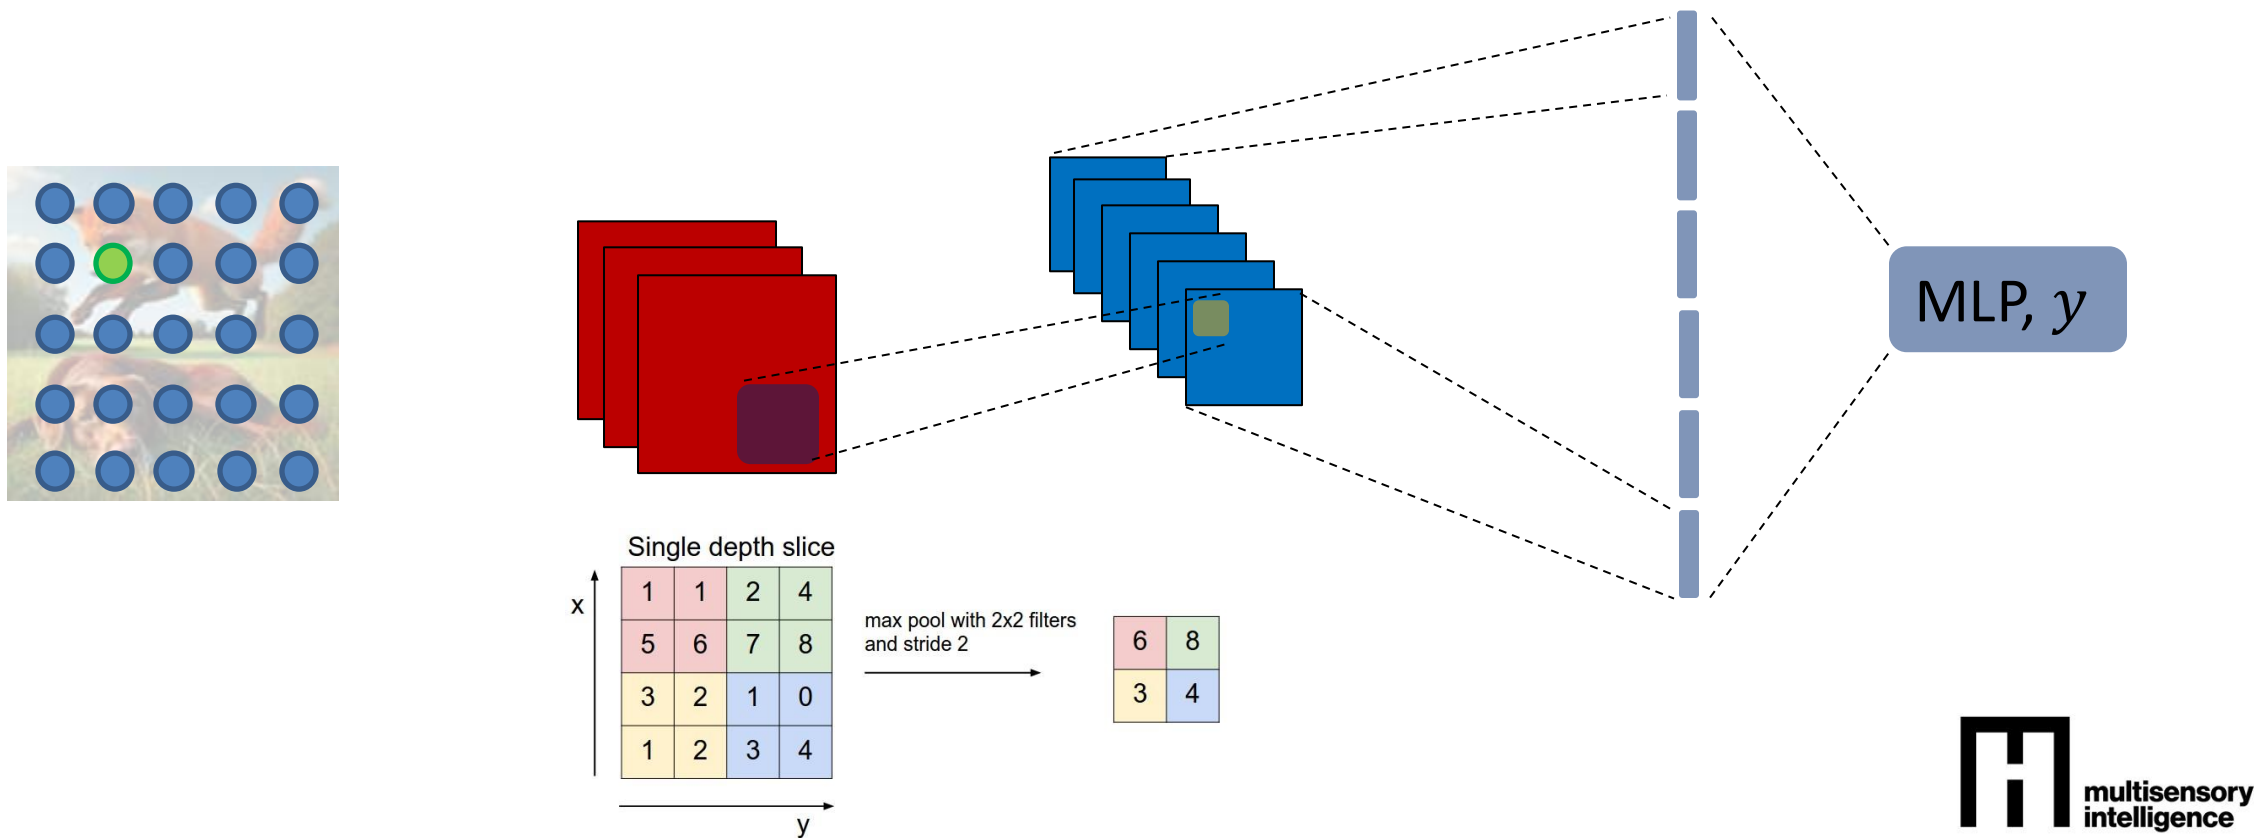 MLP, y
Single depth slice
x
1 1 2 4
5 6 7 8
3 2 1 0
1 2 3 4
y
max pool with 2x2 filters
and stride 2
6 8
3 4
multisensory
intelligence